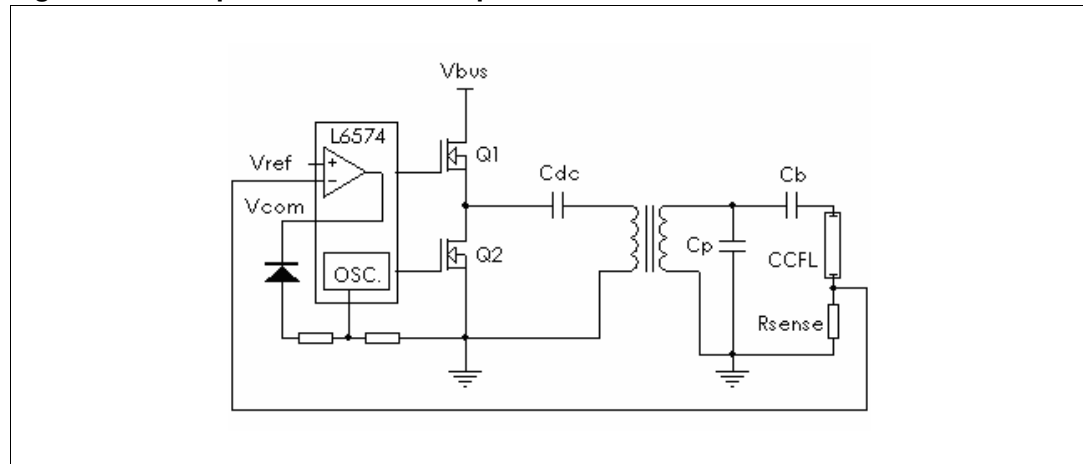 Vbus
L6574
Vref
+
-
Q1
Vcom
Cdc
Cb
Q2
Cp
CCFL
OSC.
Rsense